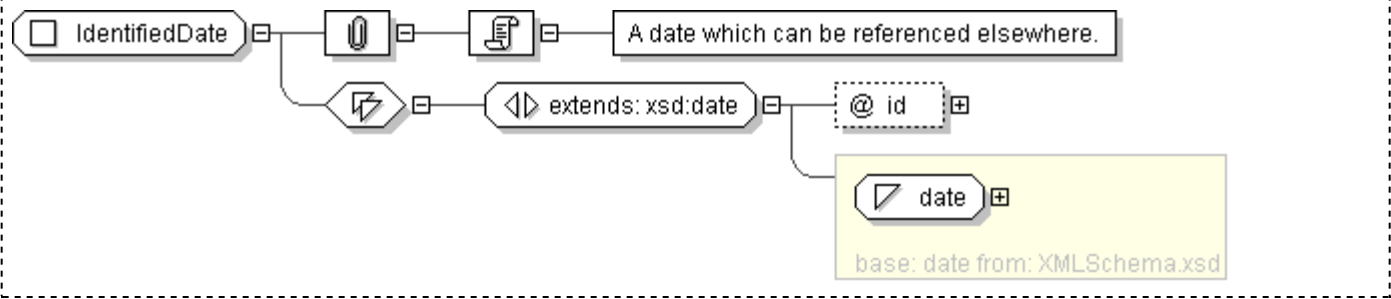 IdentifiedDate
A date which can be referenced elsewhere.
extends: xsd:date
@ id
date
base: date from: XMLSchema.xsd